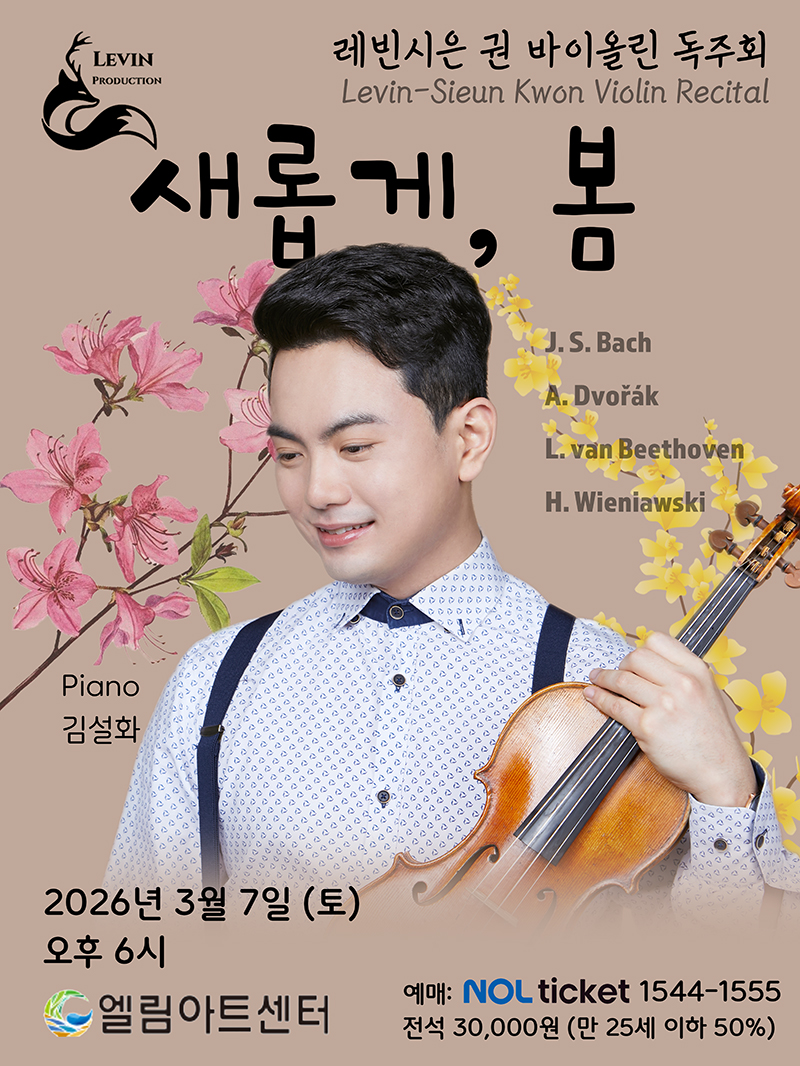 LEVIN
PRODUCTION
레빈시은 권 바이올린 독주회
Levin-Sieun Kwon Violin Recital
새롭게, 봄
J. S. Bach
A. Dvořák
L. van Beethoven
H. Wieniawski
Piano
김설화
2026년 3월 7일 (토)
오후 6시
엘림아트센터
예매: NOL ticket 1544-1555
전석 30,000원 (만 25세 이하 50%)